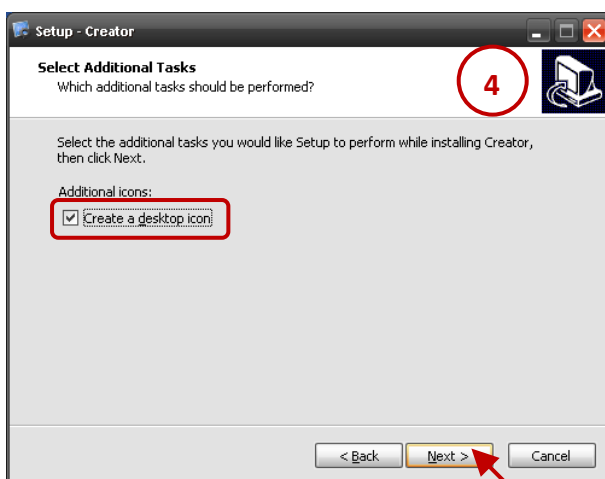 Setup - Creator
Select Additional Tasks
Which additional tasks should be performed?
4
Select the additional tasks you would like Setup to perform while installing Creator,
then click Next.
Additional icons:
Create a desktop icon
< Back Next > Cancel